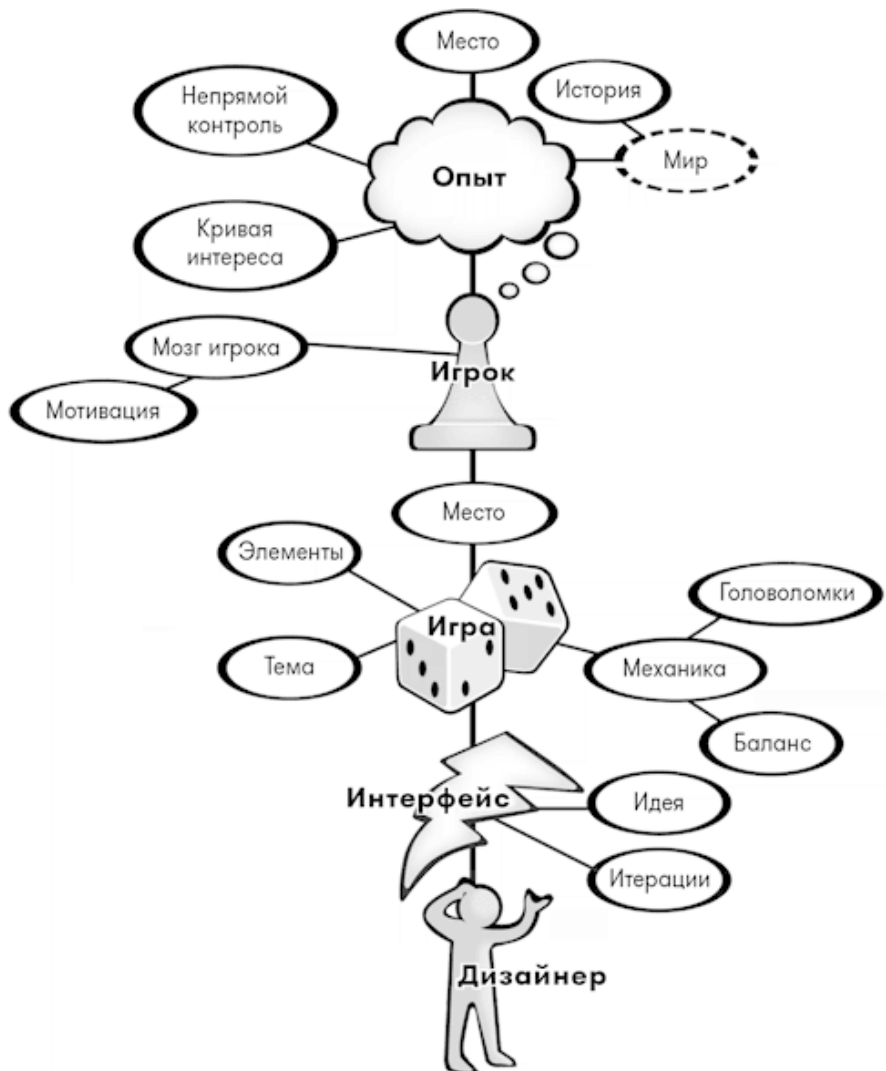 Место
История
Непрямой
контроль
Мир
Опыт
Кривая
интереса
Мозг игрока
Игрок
Мотивация
Место
Элементы
Головоломки
Игра
Тема
Механика
Баланс
Интерфейс
Идея
Итерации
Дизайнер